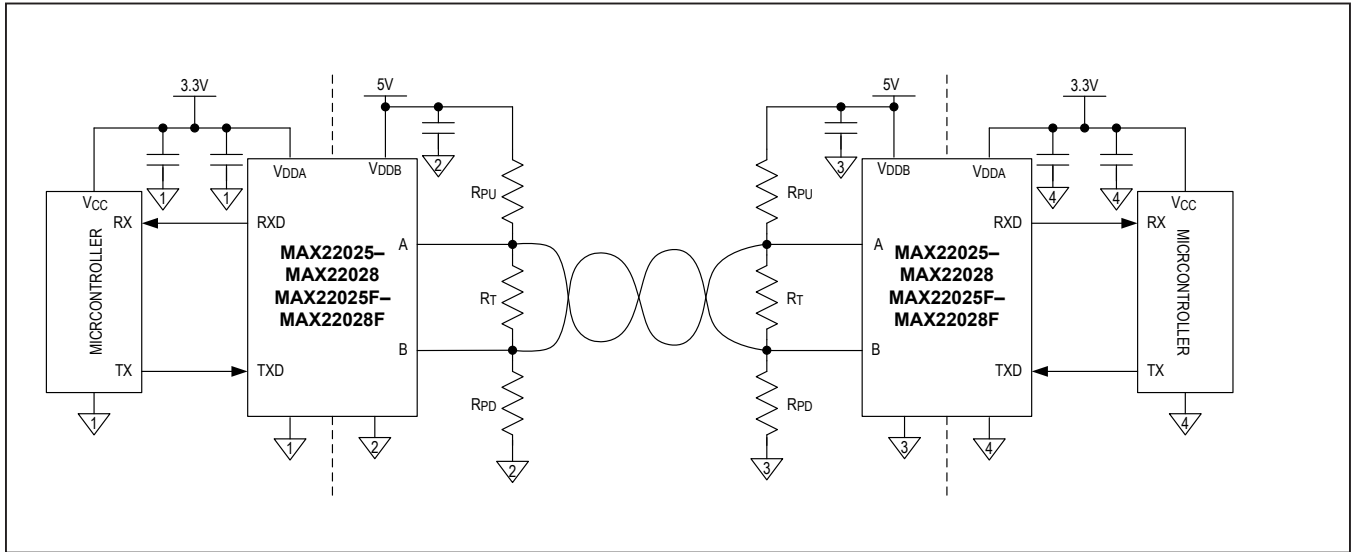 3.3V
5V
5V
3.3V
1
1
2
3
4
4
VDDA
VDDB
VDDB
VDDA
VCC
RX
TX
MICRCONTROLLER
RXD
TXD
A
B
MAX22025–
MAX22028
MAX22025F–
MAX22028F
RPU
RT
RPD
RPU
RT
RPD
A
B
RXD
TXD
MAX22025–
MAX22028
MAX22025F–
MAX22028F
VCC
RX
TX
MICRCONTROLLER
1
1
2
2
3
3
4
4